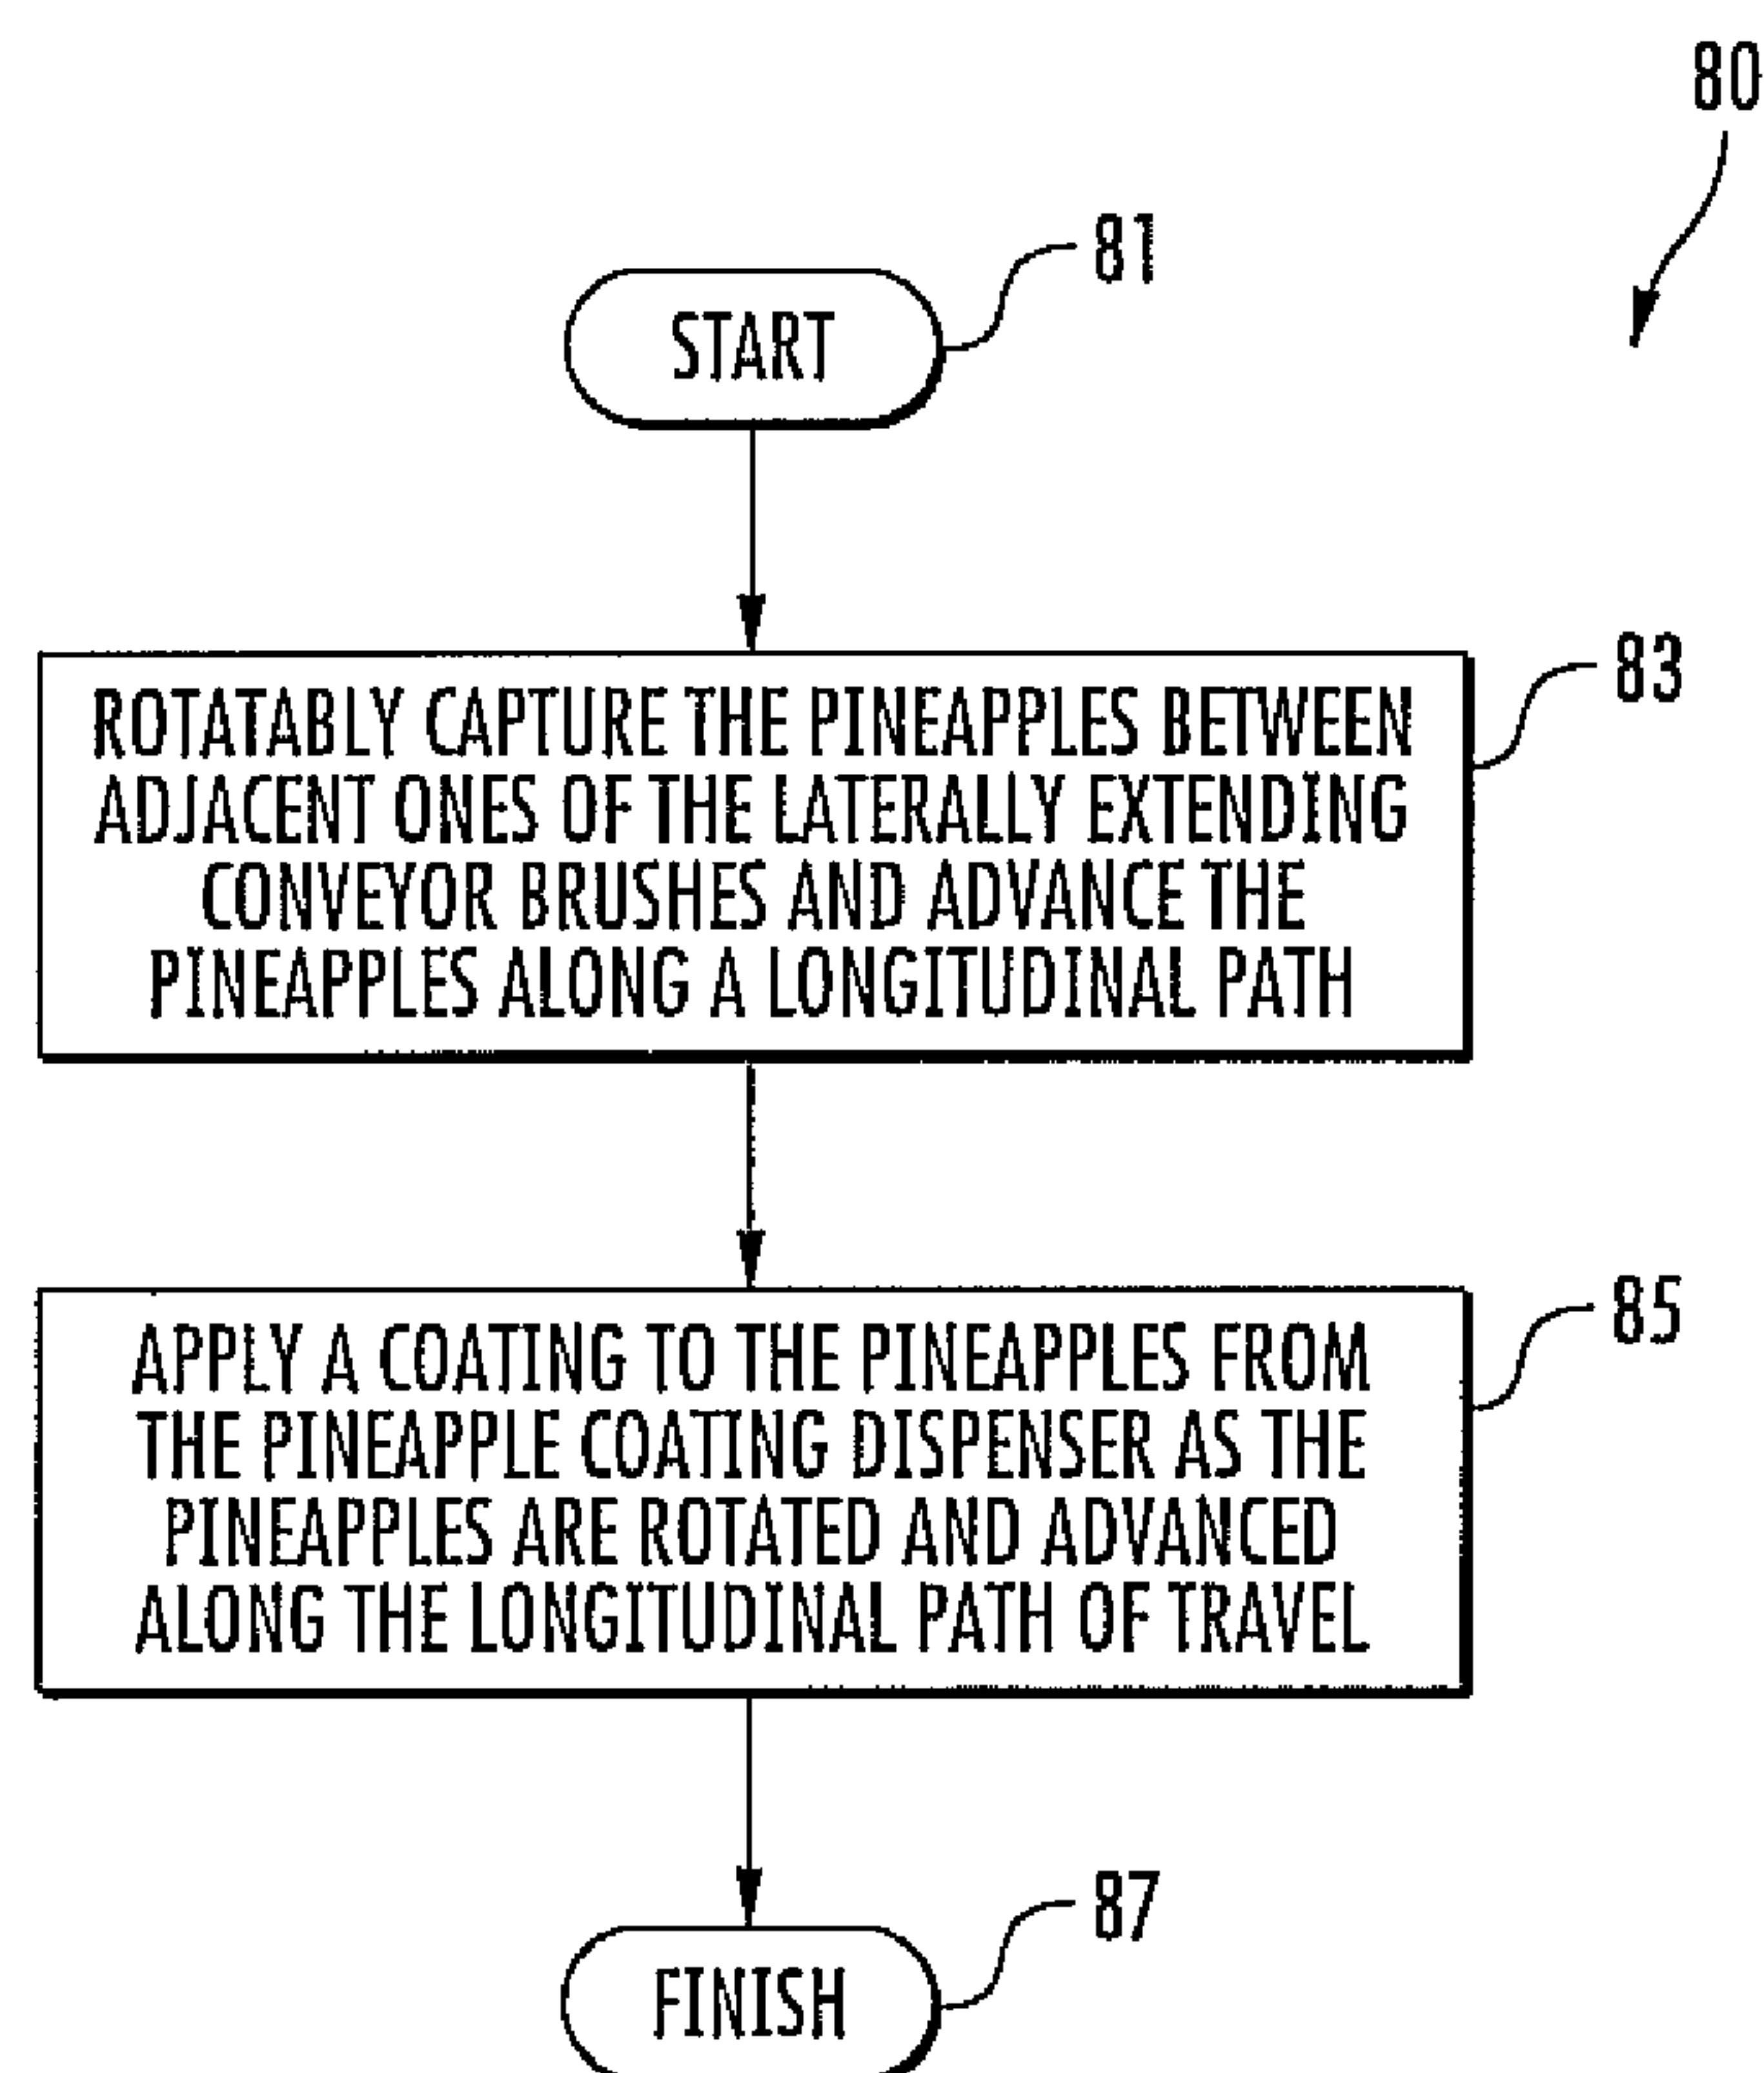 80
81
START
83
ROTATABLY CAPTURE THE PINEAPPLES BETWEEN
ADJACENT ONES OF THE LATERALLY EXTENDING
CONVEYOR BRUSHES AND ADVANCE THE
PINEAPPLES ALONG A LONGITUDINAL PATH
85
APPLY A COATING TO THE PINEAPPLES FROM
THE PINEAPPLE COATING DISPENSER AS THE
PINEAPPLES ARE ROTATED AND ADVANCED
ALONG THE LONGITUDINAL PATH OF TRAVEL
87
FINISH